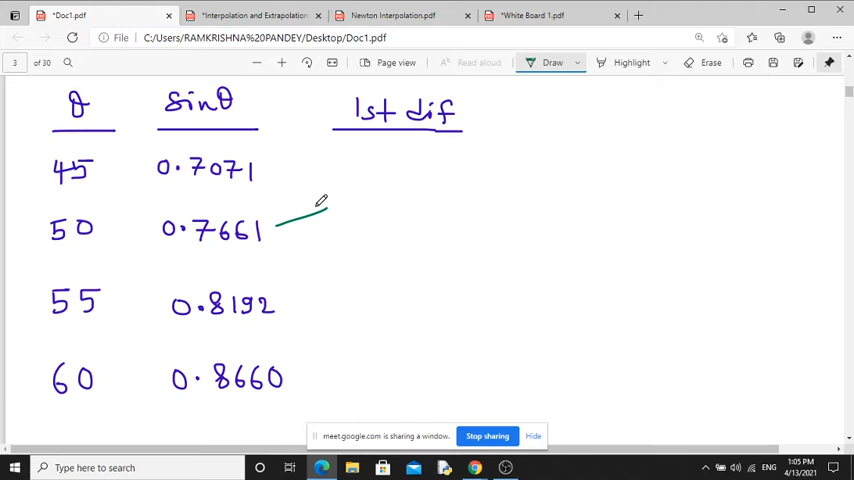 *Doc1.pdf
*Interpolation and Extrapolation
Newton Interpolation.pdf
*White Board 1.pdf
File C:/Users/RAMKRISHNA%20PANDEY/Desktop/Doc1.pdf
3 of 30 Page view Read aloud Draw Highlight Erase
θ sinθ 1st dif
45 0.7071
50 0.7661
55 0.8192
60 0.8660
meet.google.com is sharing a window. Stop sharing Hide
Type here to search
ENG
1:05 PM
4/13/2021